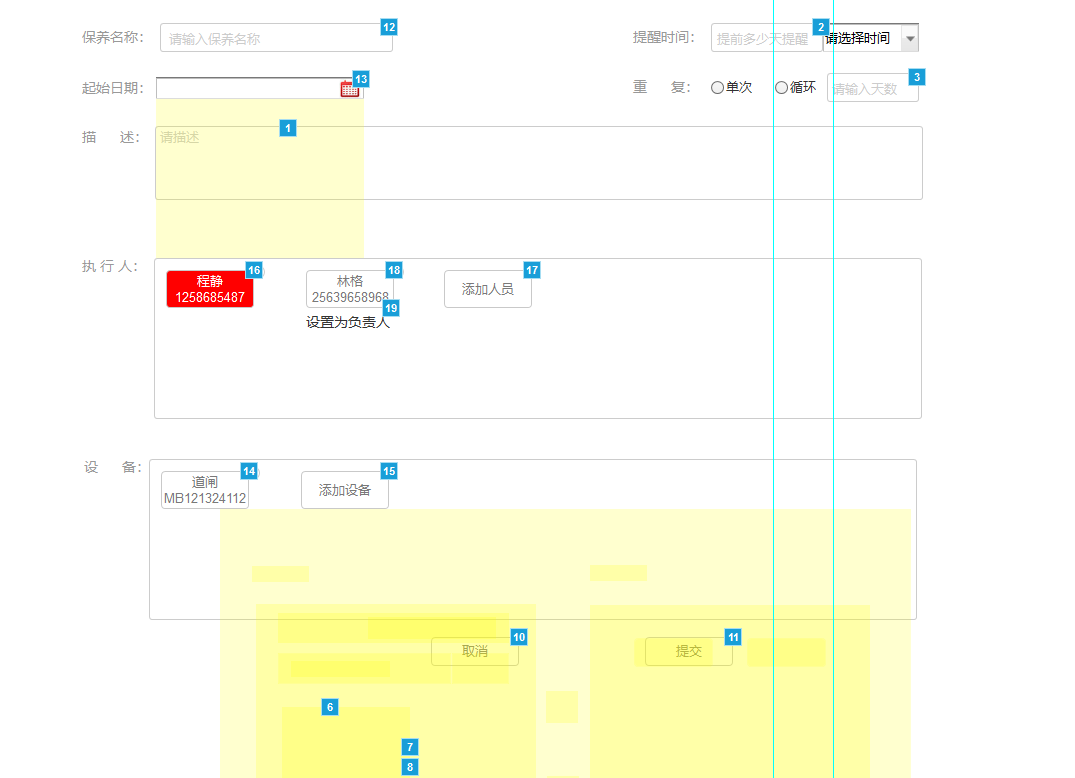 保养名称： 请输入保养名称 12 提醒时间： 提前多少天提醒 2 请选择时间
起始日期： 13 重 复： 单次 循环 请输入天数 3
描 述： 请描述 1
执 行 人： 程静 16 林格 18 添加人员 17
1258685487 25639658968 19
设置为负责人
设 备： 道闸 14 添加设备 15
MB121324112
取消 10 提交 11
6
7
8